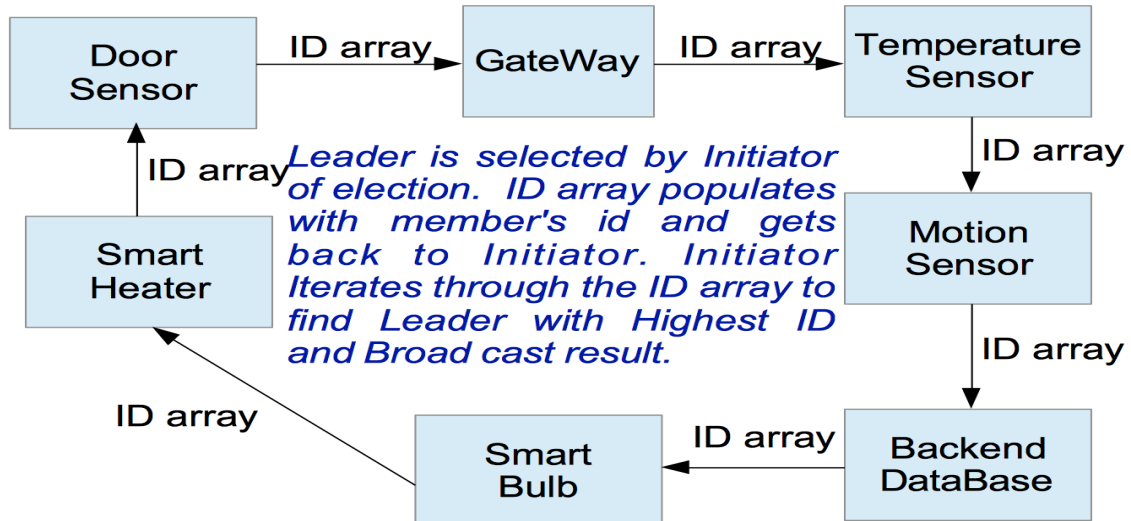 Door
Sensor
ID array
GateWay
ID array
Temperature
Sensor
ID array
ID array
Leader is selected by Initiator
of election. ID array populates
with member's id and gets
back to Initiator. Initiator
Iterates through the ID array to
find Leader with Highest ID
and Broad cast result.
Smart
Heater
Motion
Sensor
ID array
ID array
Smart
Bulb
ID array
Backend
DataBase